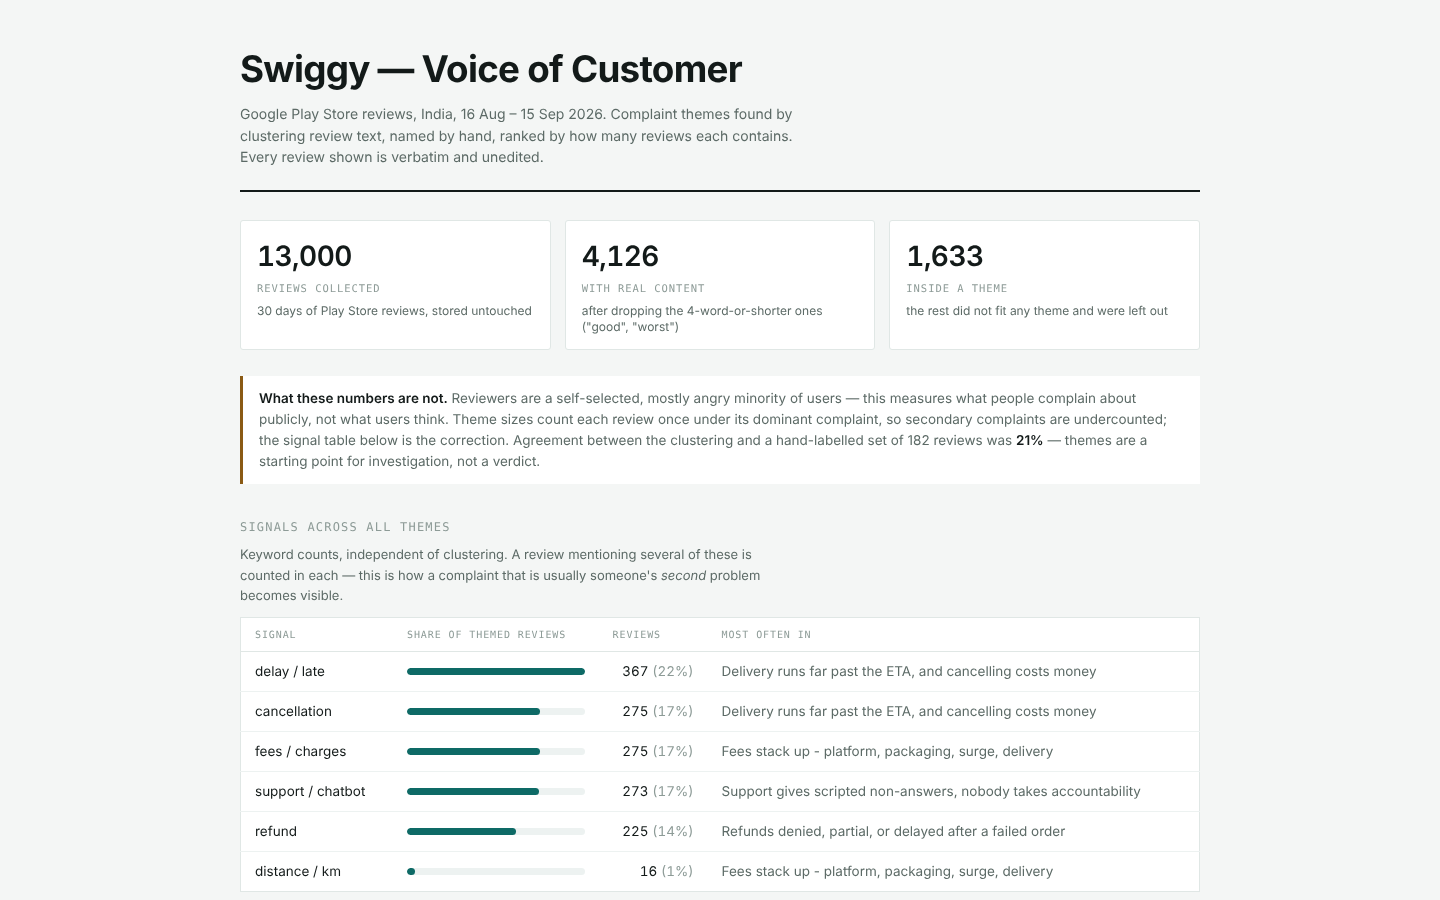 Swiggy — Voice of Customer
Google Play Store reviews, India, 16 Aug – 15 Sep 2026. Complaint themes found by
clustering review text, named by hand, ranked by how many reviews each contains.
Every review shown is verbatim and unedited.
13,000
REVIEWS COLLECTED
30 days of Play Store reviews, stored untouched
4,126
WITH REAL CONTENT
after dropping the 4-word-or-shorter ones
("good", "worst")
1,633
INSIDE A THEME
the rest did not fit any theme and were left out
What these numbers are not. Reviewers are a self-selected, mostly angry minority of users — this measures what people complain about
publicly, not what users think. Theme sizes count each review once under its dominant complaint, so secondary complaints are undercounted;
the signal table below is the correction. Agreement between the clustering and a hand-labelled set of 182 reviews was 21% — themes are a
starting point for investigation, not a verdict.
SIGNALS ACROSS ALL THEMES
Keyword counts, independent of clustering. A review mentioning several of these is
counted in each — this is how a complaint that is usually someone's second problem
becomes visible.
SIGNAL SHARE OF THEMED REVIEWS REVIEWS MOST OFTEN IN
delay / late 367 (22%) Delivery runs far past the ETA, and cancelling costs money
cancellation 275 (17%) Delivery runs far past the ETA, and cancelling costs money
fees / charges 275 (17%) Fees stack up - platform, packaging, surge, delivery
support / chatbot 273 (17%) Support gives scripted non-answers, nobody takes accountability
refund 225 (14%) Refunds denied, partial, or delayed after a failed order
distance / km 16 (1%) Fees stack up - platform, packaging, surge, delivery